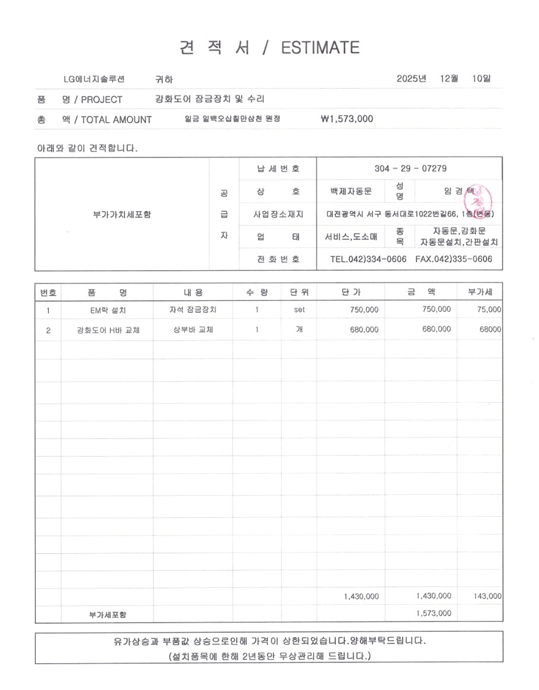 견 적 서 / ESTIMATE
LG에너지솔루션 귀하 2025년 12월 10일
품 명 / PROJECT 강화도어 잠금장치 및 수리
총 액 / TOTAL AMOUNT 일금 일백오십칠만삼천 원정 ₩1,573,000
아래와 같이 견적합니다.
부가가치세포함
공 급 자
납 세 번 호 304 - 29 - 07279
상 호 백제자동문 성 명 임 경 택
사업장소재지 대전광역시 서구 동서대로1022번길66, 1층
업 태 서비스,도소매 종 목 자동문,강화문
자동문설치,간판설치
전 화 번 호 TEL.042)334-0606 FAX.042)335-0606
번호 품 명 내 용 수 량 단 위 단 가 금 액 부가세
1 EM락 설치 자석 잠금장치 1 set 750,000 750,000 75,000
2 강화도어 H바 교체 상부바 교체 1 개 680,000 680,000 68000
1,430,000 1,430,000 143,000
부가세포함 1,573,000
유가상승과 부품값 상승으로인해 가격이 상한되었습니다.양해부탁드립니다.
(설치품목에 한해 2년동안 무상관리해 드립니다.)